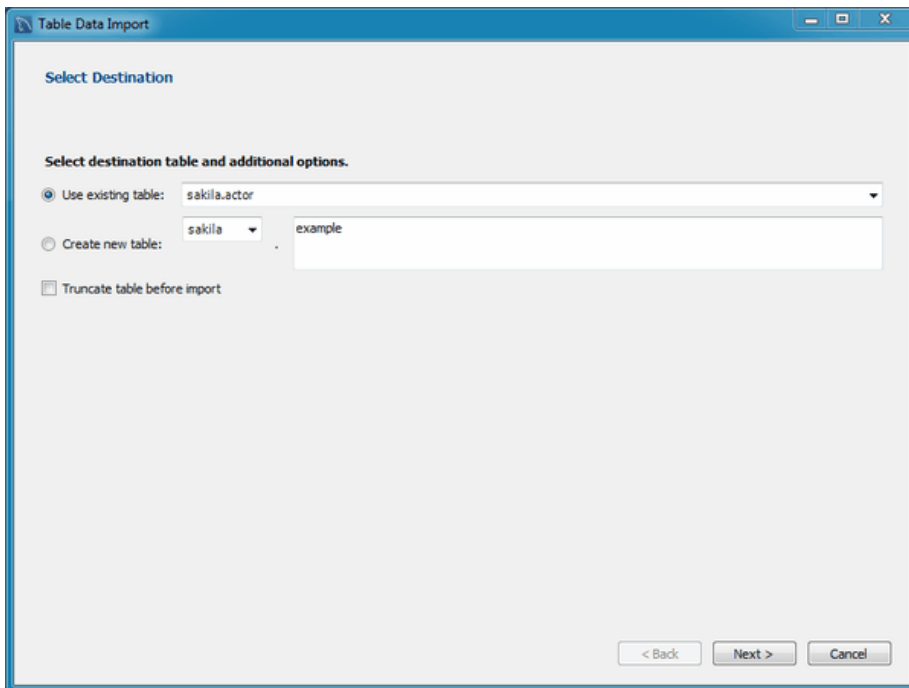 Table Data Import
Select Destination
Select destination table and additional options.
Use existing table: sakila.actor
Create new table: sakila . example
Truncate table before import
< Back Next > Cancel